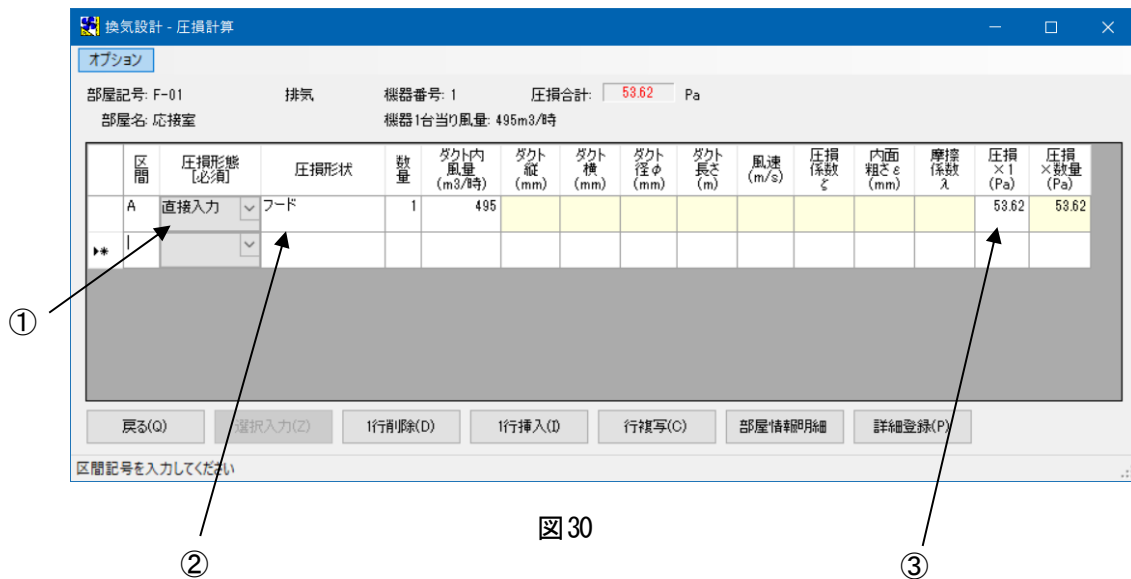 換気設計 - 圧損計算
オプション
部屋記号: F-01 排気 機器番号: 1 圧損合計: 53.62 Pa
部屋名: 応接室 機器1台当り風量: 495m3/時
区間 圧損形態[必須] 圧損形状 数量 ダクト内風量(m3/時) ダクト縦(mm) ダクト横(mm) ダクト径φ(mm) ダクト長さ(m) 風速(m/s) 圧損係数ζ 内面粗さε(mm) 摩擦係数λ 圧損×1(Pa) 圧損×数量(Pa)
A 直接入力 フード 1 495 53.62 53.62
①
戻る(Q) 選択入力(Z) 1行削除(D) 1行挿入(I) 行複写(C) 部屋情報明細 詳細登録(P)
区間記号を入力してください
図30
② ③